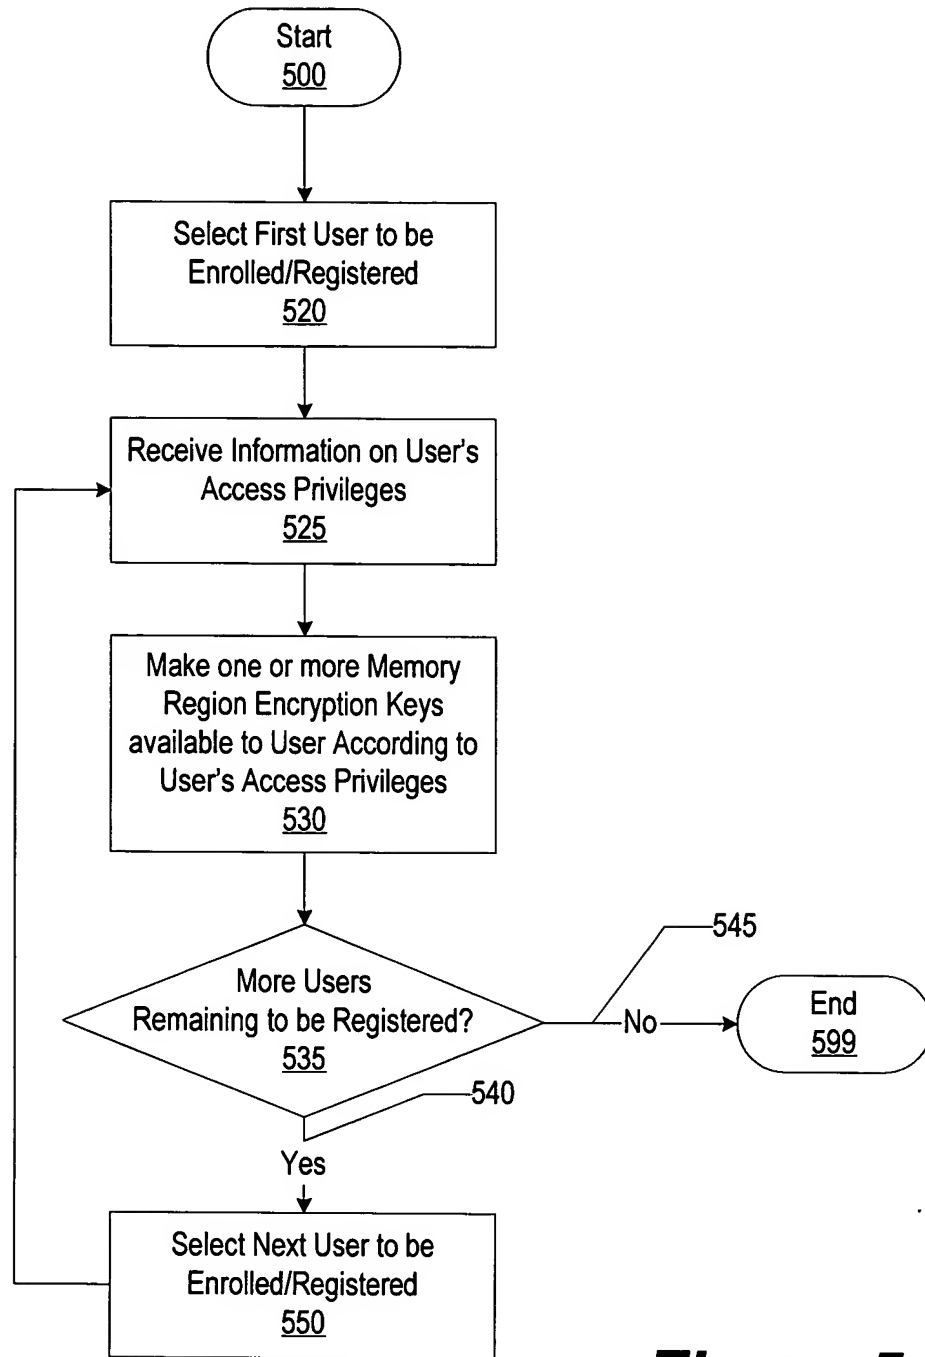 Start
500
Select First User to be
Enrolled/Registered
520
Receive Information on User's
Access Privileges
525
Make one or more Memory
Region Encryption Keys
available to User According to
User's Access Privileges
530
More Users
Remaining to be Registered?
535
545
No
End
599
540
Yes
Select Next User to be
Enrolled/Registered
550